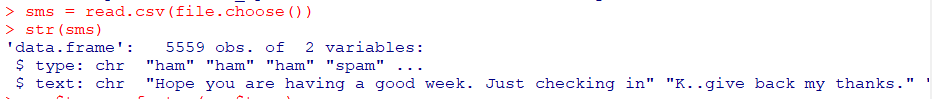 > sms = read.csv(file.choose())
> str(sms)
'data.frame':   5559 obs. of  2 variables:
 $ type: chr  "ham" "ham" "ham" "spam" ...
 $ text: chr  "Hope you are having a good week. Just checking in" "K..give back my thanks." "